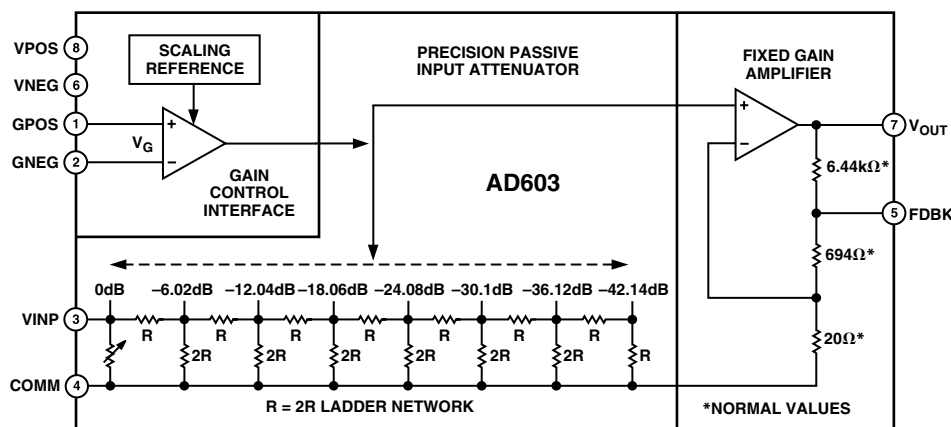 VPOS 8
VNEG 6
GPOS 1
GNEG 2
SCALING
REFERENCE
+
VG
−
GAIN
CONTROL
INTERFACE
PRECISION PASSIVE
INPUT ATTENUATOR
AD603
FIXED GAIN
AMPLIFIER
+
−
7 VOUT
6.44kΩ*
5 FDBK
694Ω*
20Ω*
*NORMAL VALUES
0dB −6.02dB −12.04dB −18.06dB −24.08dB −30.1dB −36.12dB −42.14dB
VINP 3
R R R R R R R
2R 2R 2R 2R 2R 2R R
COMM 4
R = 2R LADDER NETWORK